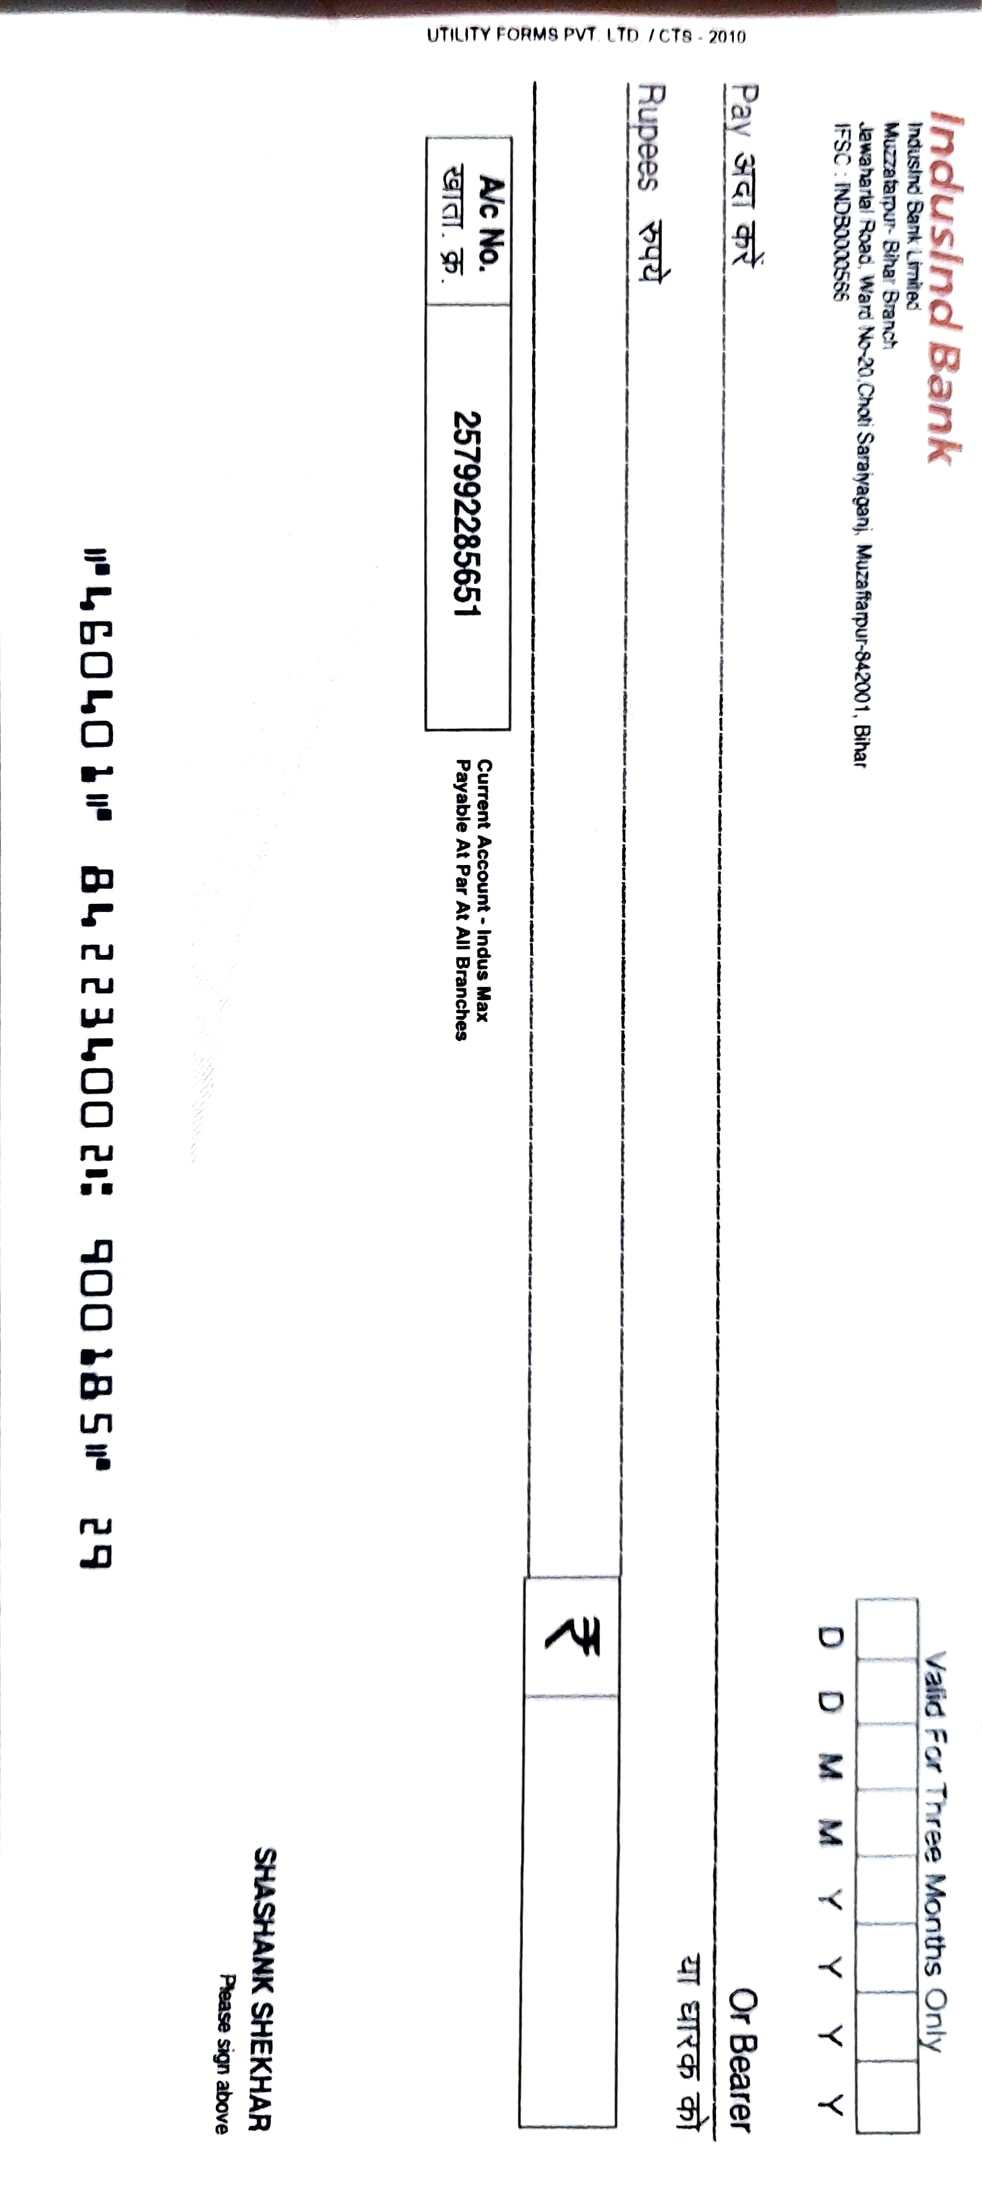 IndusInd Bank
IndusInd Bank Limited
Muzzafarpur- Bihar Branch
Jawaharlal Road, Ward No-20,Choti Saraiyaganj, Muzaffarpur-842001, Bihar
IFSC : INDB0000566
Valid For Three Months Only
D D M M Y Y Y Y
Pay अदा करें
Or Bearer
या धारक को
Rupees रुपये
₹
A/c No.
खाता. क्र.
257992285651
Current Account - Indus Max
Payable At Par At All Branches
UTILITY FORMS PVT. LTD / CTS - 2010
SHASHANK SHEKHAR
Please sign above
⑈460401⑈ 842234002⑆ 900185⑈ 29